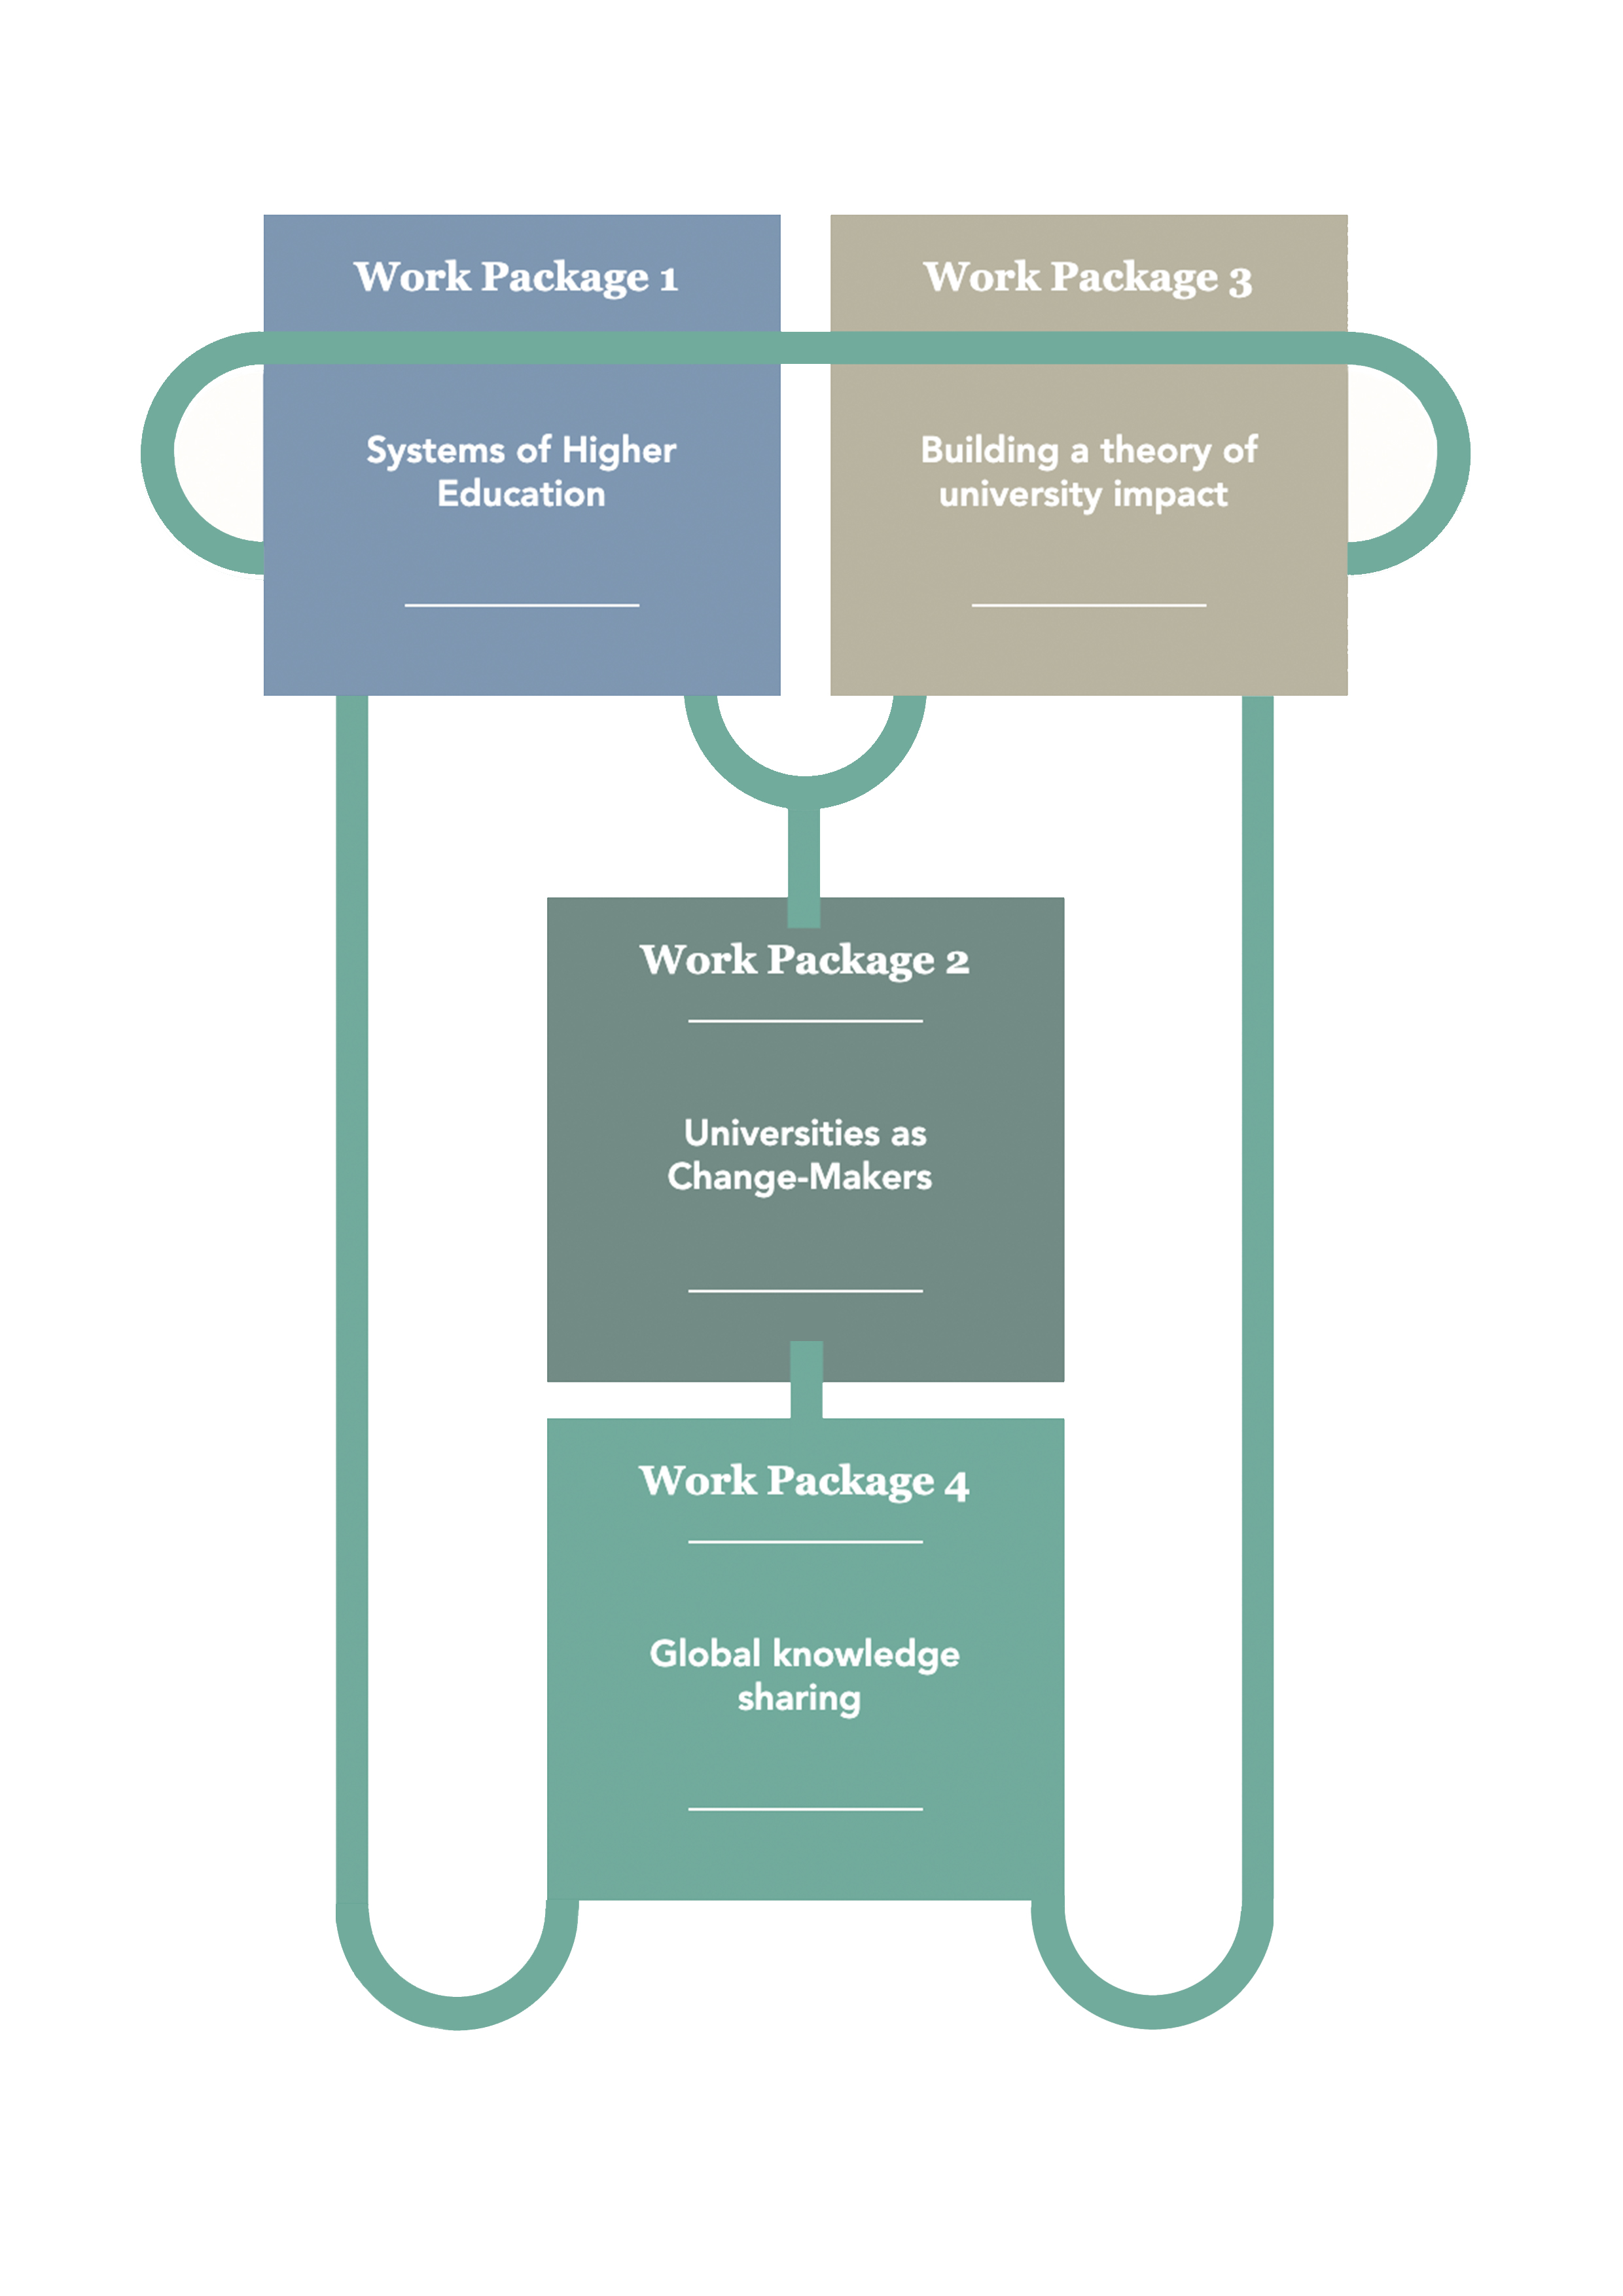 Work Package 1
Systems of Higher
Education
Work Package 3
Building a theory of
university impact
Work Package 2
Universities as
Change-Makers
Work Package 4
Global knowledge
sharing